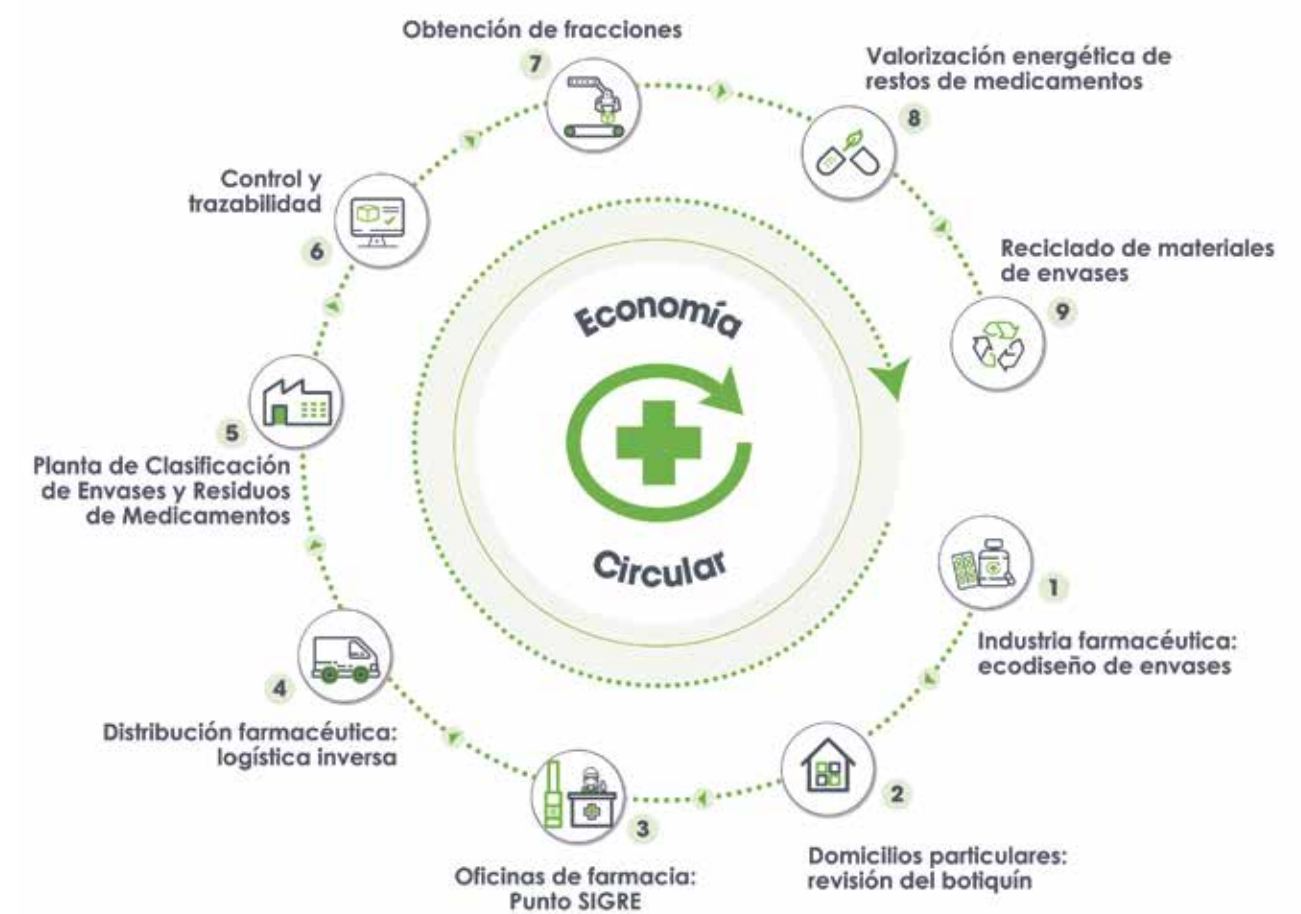 Obtención de fracciones
7
Valorización energética de
restos de medicamentos
8
Control y
trazabilidad
6
Reciclado de materiales
de envases
9
Economía
Circular
5
Planta de Clasificación
de Envases y Residuos
de Medicamentos
1
Industria farmacéutica:
ecodiseño de envases
4
Distribución farmacéutica:
logística inversa
2
Domicilios particulares:
revisión del botiquín
3
Oficinas de farmacia:
Punto SIGRE